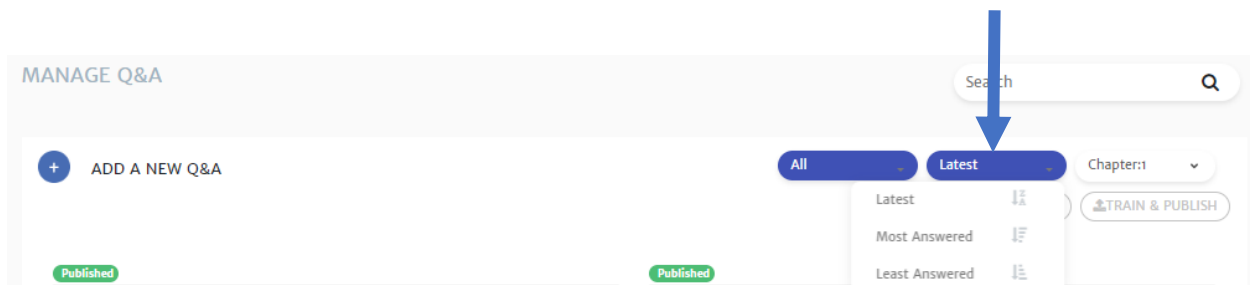 MANAGE Q&A
Search
+ ADD A NEW Q&A
All
Latest
Chapter:1
Latest
TRAIN & PUBLISH
Most Answered
Published
Published
Least Answered